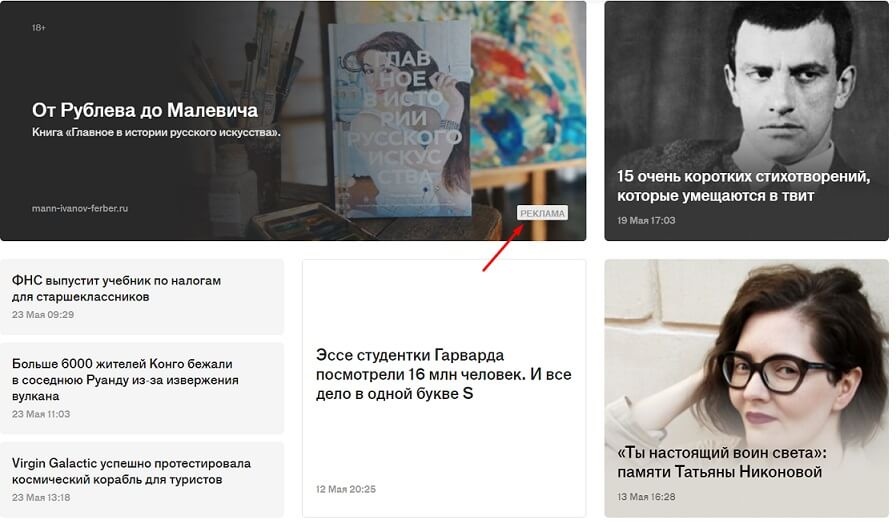 18+
От Рублева до Малевича
Книга «Главное в истории русского искусства».
mann-ivanov-ferber.ru
ГЛАВ
НОЕ
В ИСТО
РИИ
РУССКОГО
ИСКУС
СТВА
РЕКЛАМА
15 очень коротких стихотворений,
которые умещаются в твит
19 Мая 17:03
ФНС выпустит учебник по налогам
для старшеклассников
23 Мая 09:29
Больше 6000 жителей Конго бежали
в соседнюю Руанду из-за извержения
вулкана
23 Мая 11:03
Virgin Galactic успешно протестировала
космический корабль для туристов
23 Мая 13:18
Эссе студентки Гарварда
посмотрели 16 млн человек. И все
дело в одной букве S
12 Мая 20:25
«Ты настоящий воин света»:
памяти Татьяны Никоновой
13 Мая 16:28